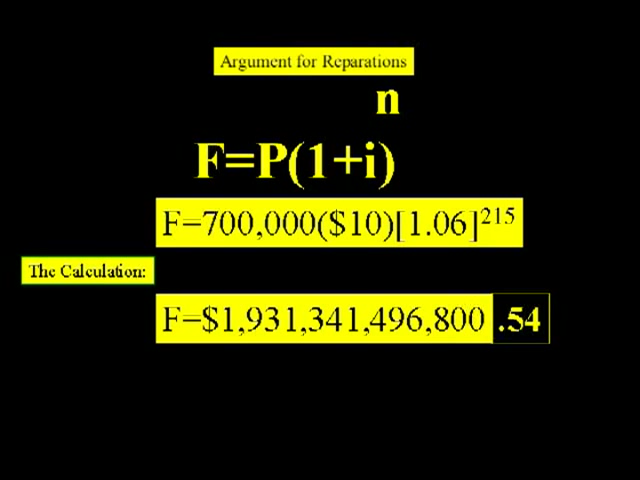 Argument for Reparations
n
F=P(1+i)
F=700,000($10)[1.06]215
The Calculation:
F=$1,931,341,496,800 .54